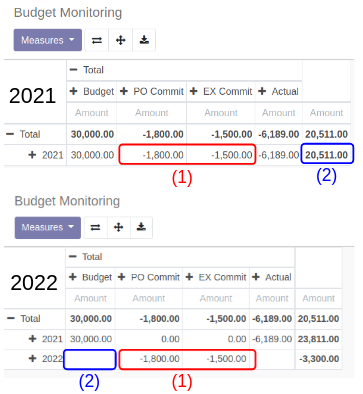 Budget Monitoring
Measures
2021
Total
Budget PO Commit EX Commit Actual
Amount Amount Amount Amount Amount
Total 30,000.00 -1,800.00 -1,500.00 -6,189.00 20,511.00
2021 30,000.00 -1,800.00 -1,500.00 -6,189.00 20,511.00
(1) (2)
Budget Monitoring
Measures
2022
Total
Budget PO Commit EX Commit Actual
Amount Amount Amount Amount Amount
Total 30,000.00 -1,800.00 -1,500.00 -6,189.00 20,511.00
2021 30,000.00 0.00 0.00 -6,189.00 23,811.00
2022 -1,800.00 -1,500.00 -3,300.00
(2) (1)